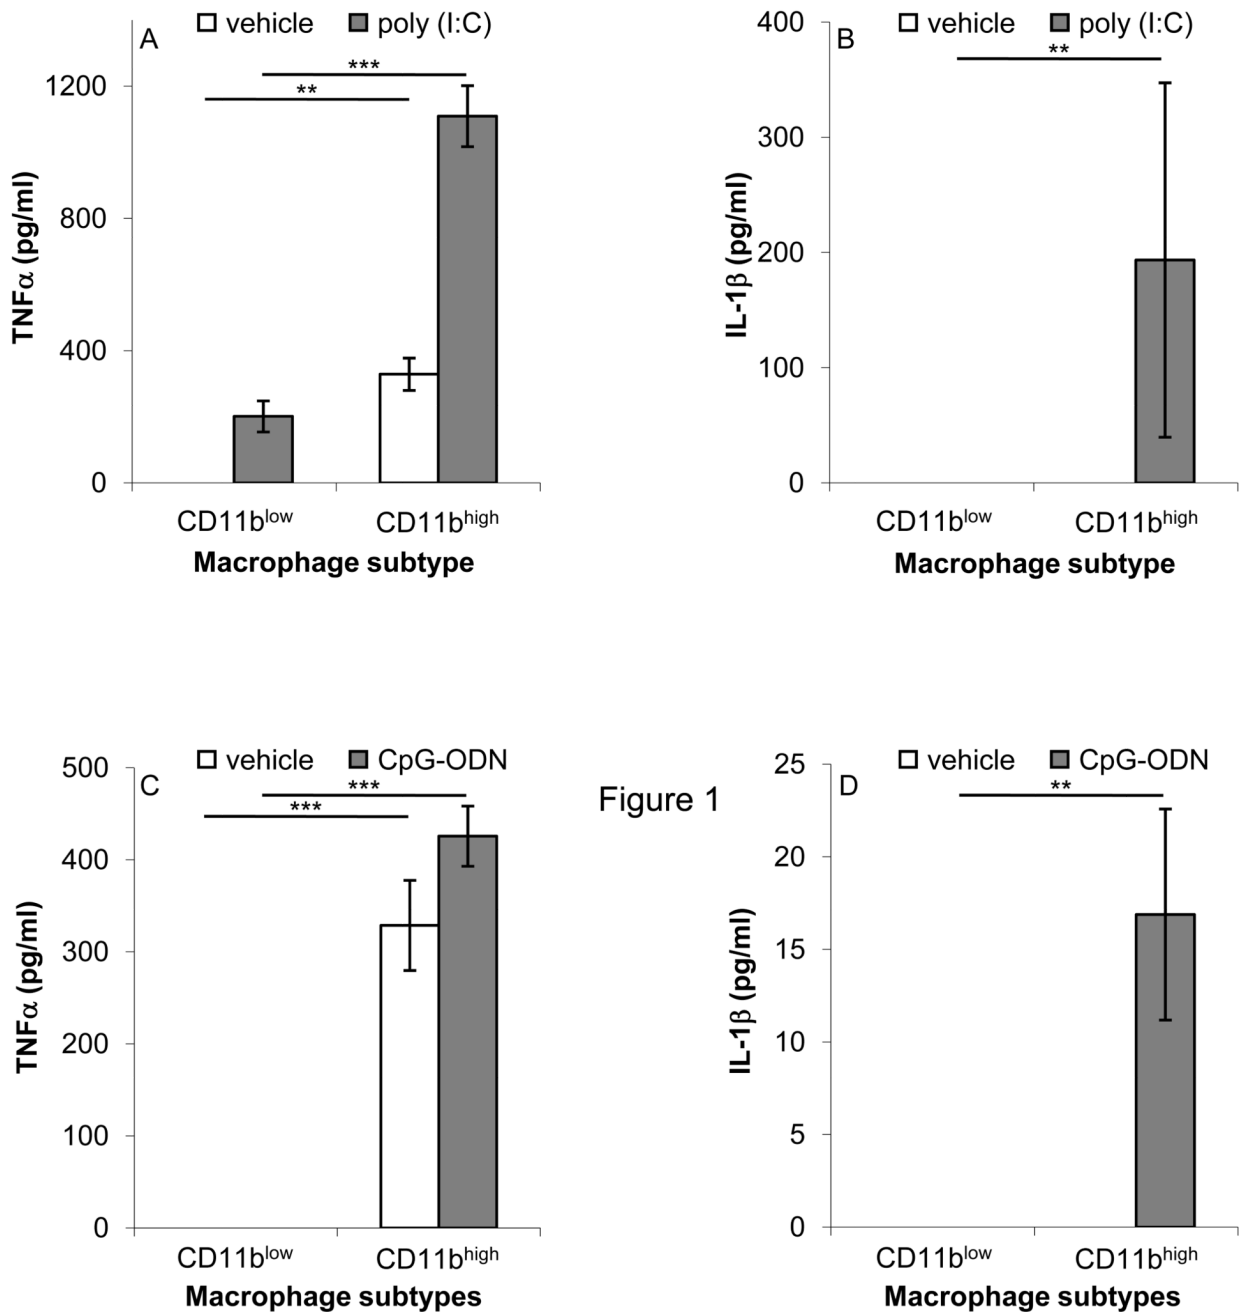 A
vehicle
poly (I:C)
***
**
1200
800
400
0
TNFα (pg/ml)
CD11b^low
CD11b^high
Macrophage subtype
B
vehicle
poly (I:C)
**
400
300
200
100
0
IL-1β (pg/ml)
CD11b^low
CD11b^high
Macrophage subtype
C
vehicle
CpG-ODN
***
***
500
400
300
200
100
0
TNFα (pg/ml)
CD11b^low
CD11b^high
Macrophage subtypes
Figure 1
D
vehicle
CpG-ODN
**
25
20
15
10
5
0
IL-1β (pg/ml)
CD11b^low
CD11b^high
Macrophage subtypes